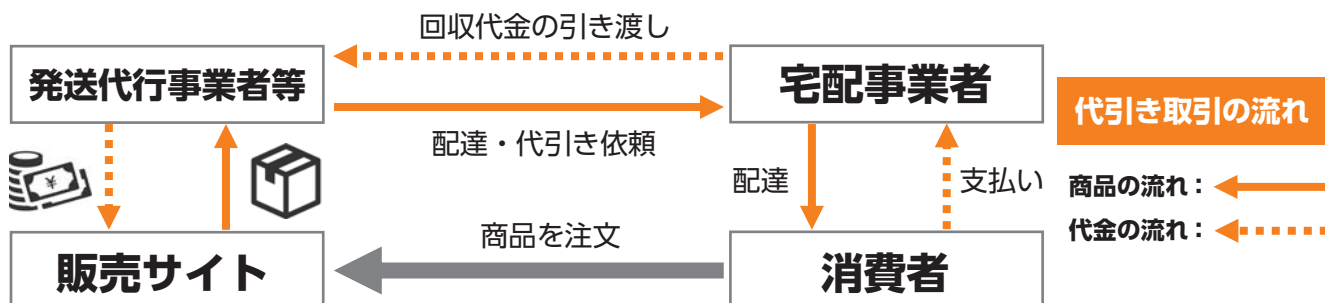 回収代金の引き渡し
発送代行事業者等
宅配事業者
代引き取引の流れ
配達・代引き依頼
配達
支払い
商品の流れ：
代金の流れ：
商品を注文
販売サイト
消費者
¥